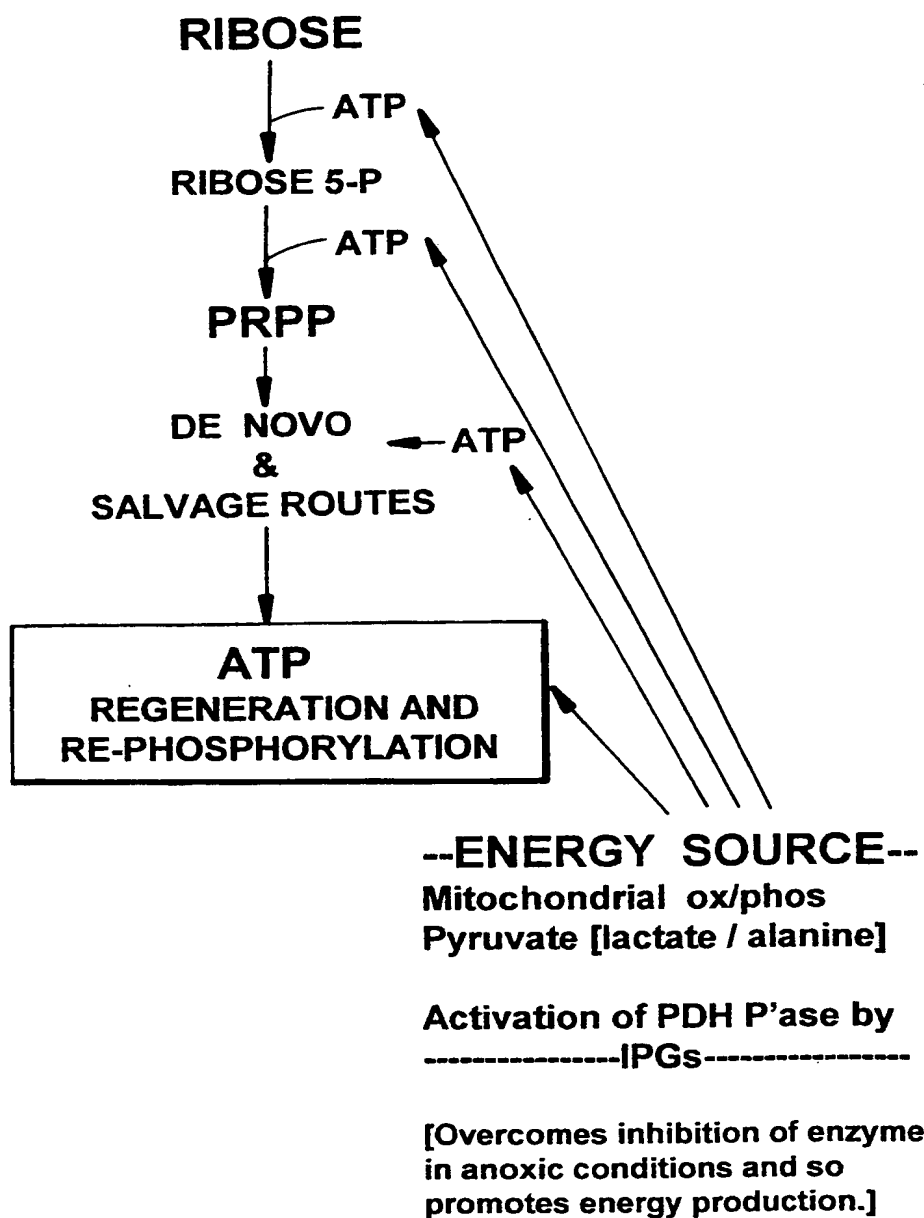 RIBOSE
ATP
RIBOSE 5-P
ATP
PRPP
DE NOVO
ATP
&
SALVAGE ROUTES
ATP
REGENERATION AND
RE-PHOSPHORYLATION
--ENERGY SOURCE--
Mitochondrial ox/phos
Pyruvate [lactate / alanine]
Activation of PDH P'ase by
----------------IPGs-----------------
[Overcomes inhibition of enzyme
in anoxic conditions and so
promotes energy production.]